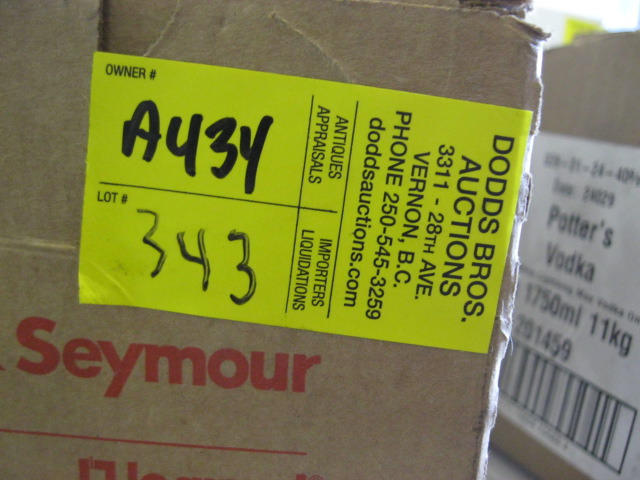 OWNER #
A434
LOT #
343
ANTIQUES
APPRAISALS
IMPORTERS
LIQUIDATIONS
DODDS BROS.
AUCTIONS
3311 - 28TH AVE.
VERNON, B.C.
PHONE 250-545-3259
doddsauctions.com
Seymour
Potter's
Vodka
1750ml 11kg
201459